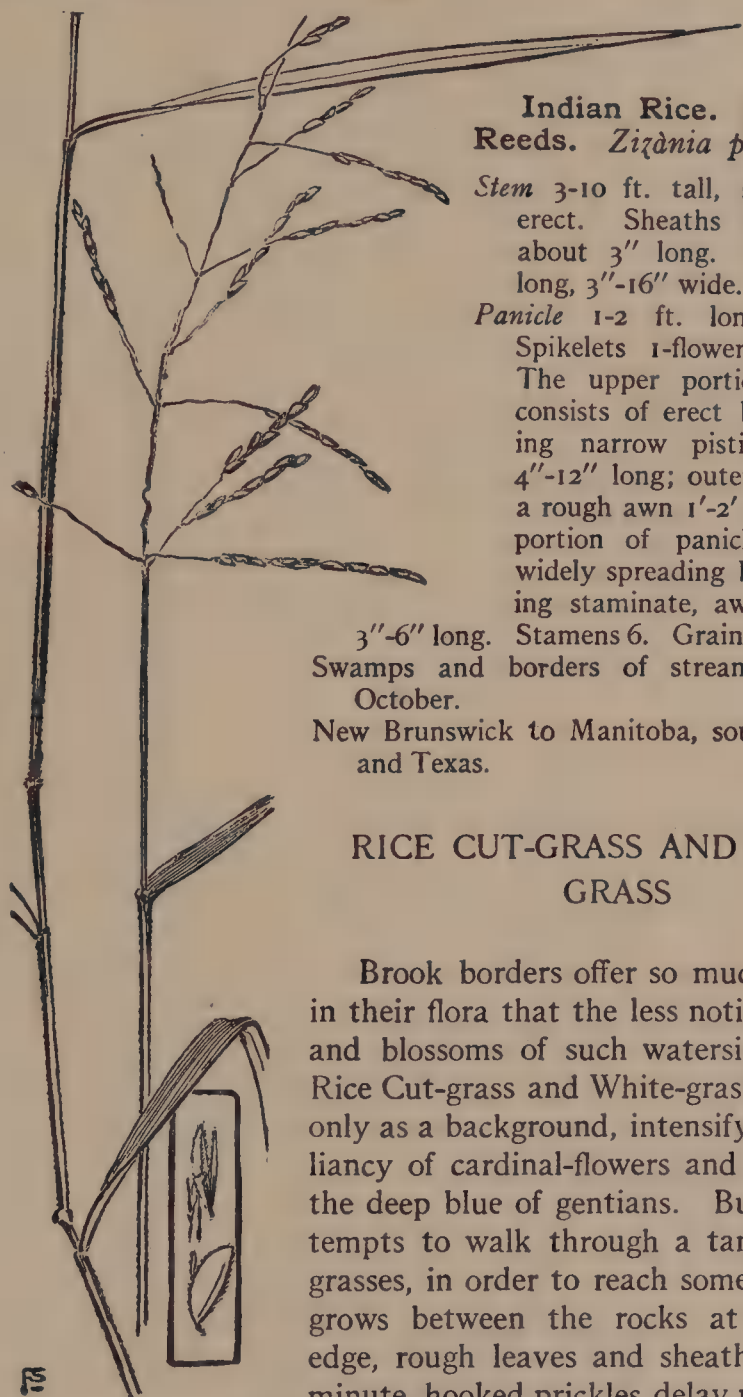 Indian Rice.
Reeds. Zizània p
Stem 3-10 ft. tall,
erect. Sheaths
about 3″ long.
long, 3″-16″ wide.
Panicle 1-2 ft. lon
Spikelets 1-flower
The upper porti
consists of erect
ing narrow pisti
4″-12″ long; oute
a rough awn 1′-2′
portion of panic
widely spreading
ing staminate, aw
3″-6″ long. Stamens 6. Grain
Swamps and borders of strean
October.
New Brunswick to Manitoba, sou
and Texas.
RICE CUT-GRASS AND
GRASS
Brook borders offer so muc
in their flora that the less noti
and blossoms of such watersi
Rice Cut-grass and White-gras
only as a background, intensify
liancy of cardinal-flowers and
the deep blue of gentians. Bu
tempts to walk through a tan
grasses, in order to reach some
grows between the rocks at
edge, rough leaves and sheath
minute, hooked prickles delay